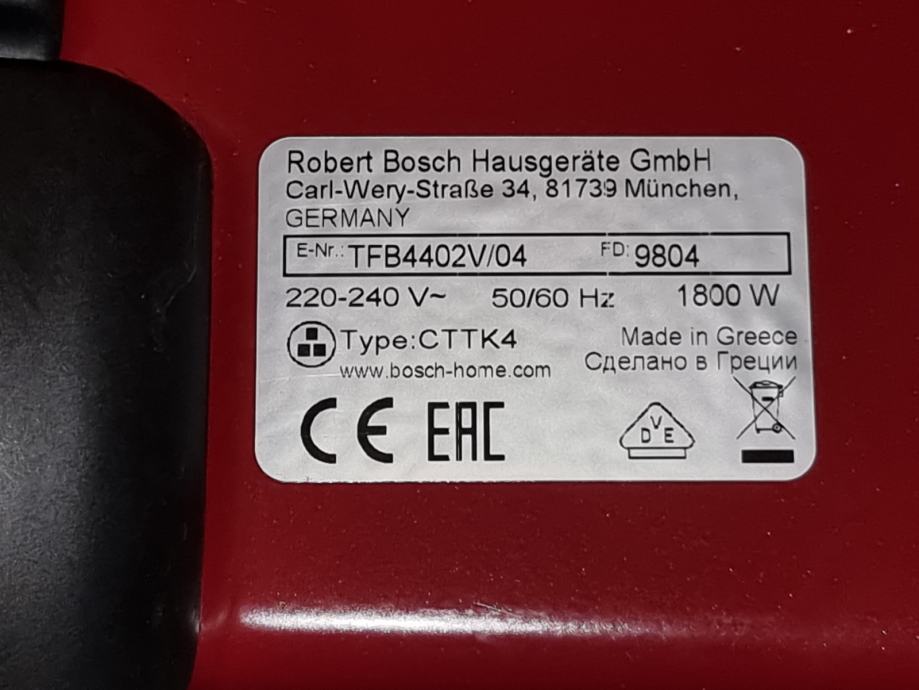 Robert Bosch Hausgeräte GmbH
Carl-Wery-Straße 34, 81739 München,
GERMANY
E-Nr.: TFB4402V/04 FD: 9804
220-240 V~ 50/60 Hz 1800 W
Type:CTTK4 Made in Greece
Сделано в Греции
www.bosch-home.com
CE EAC DVE